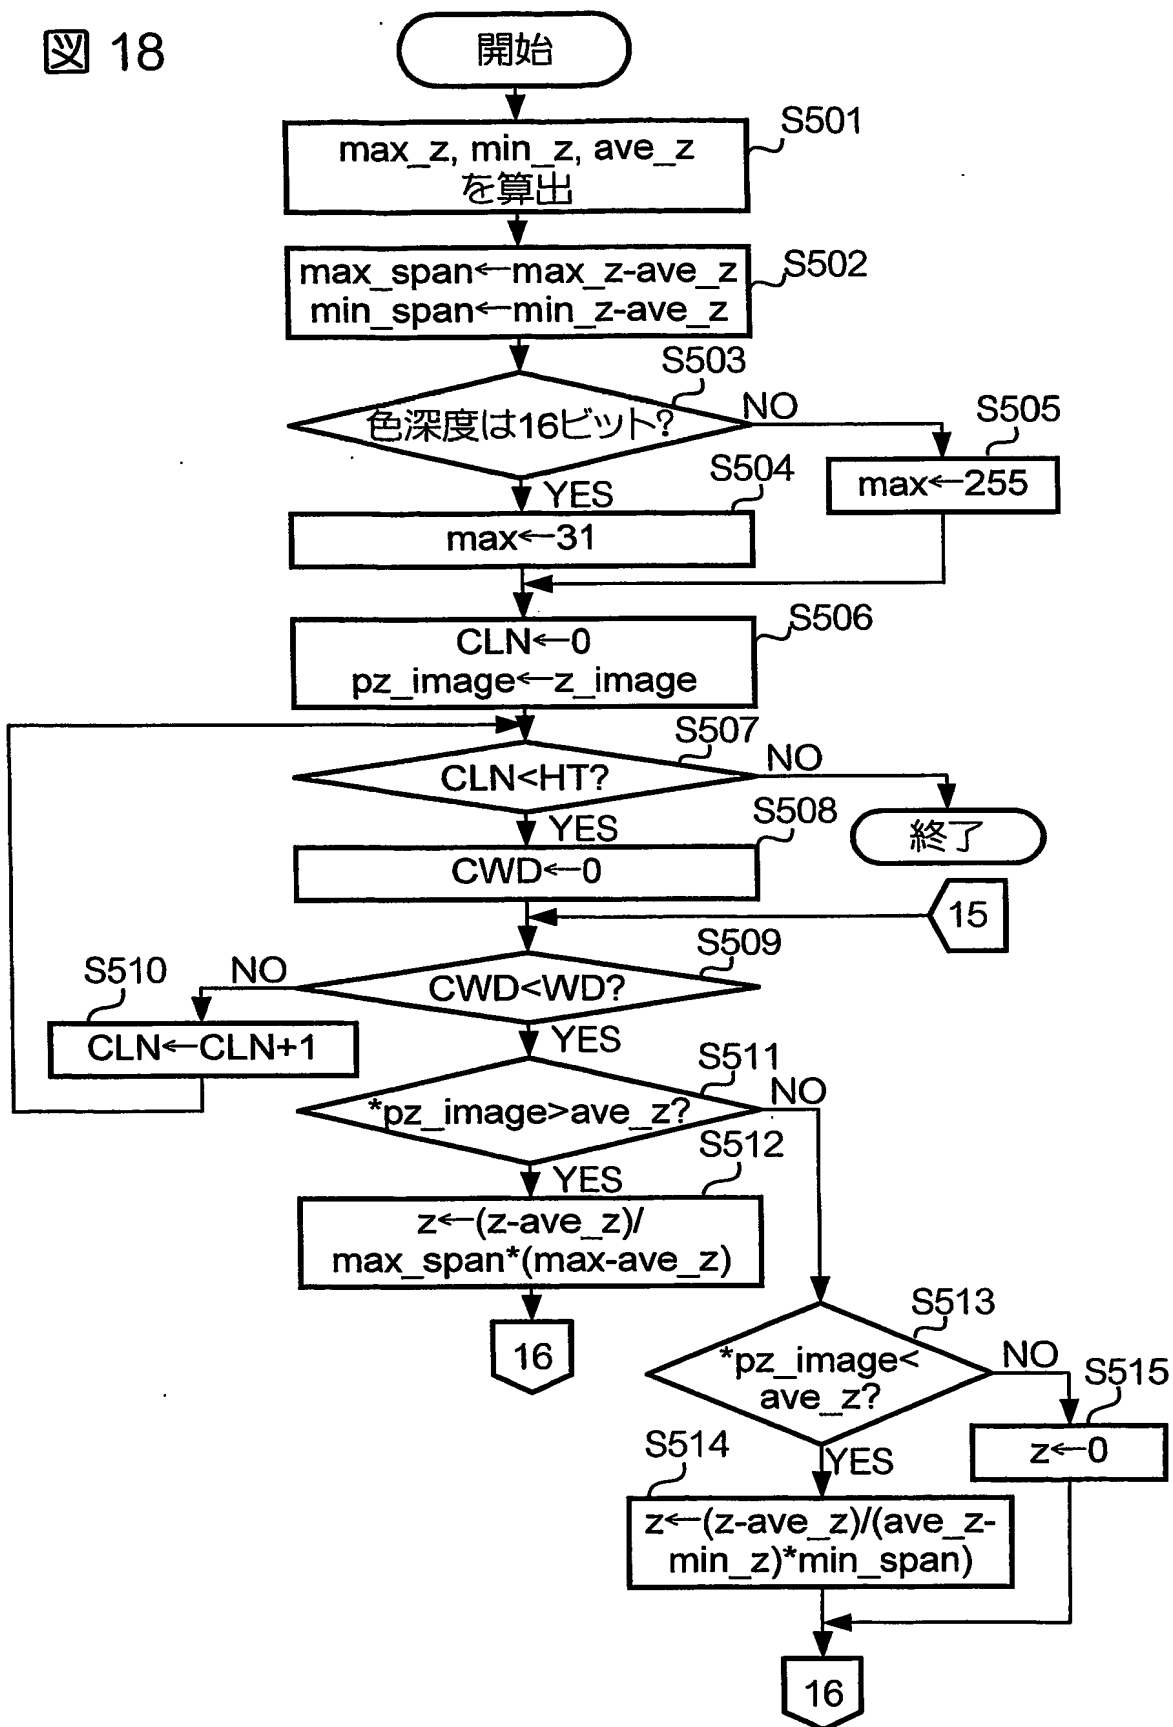 図 18
開始
S501
max_z, min_z, ave_z
を算出
S502
max_span←max_z-ave_z
min_span←min_z-ave_z
S503
色深度は16ビット?
NO
S505
max←255
S504
YES
max←31
S506
CLN←0
pz_image←z_image
S507
CLN<HT?
NO
終了
YES
S508
CWD←0
15
S509
CWD<WD?
NO
S510
CLN←CLN+1
YES
S511
*pz_image>ave_z?
NO
YES
S512
z←(z-ave_z)/
max_span*(max-ave_z)
16
S513
*pz_image<
ave_z?
NO
S515
z←0
S514
YES
z←(z-ave_z)/(ave_z-
min_z)*min_span)
16